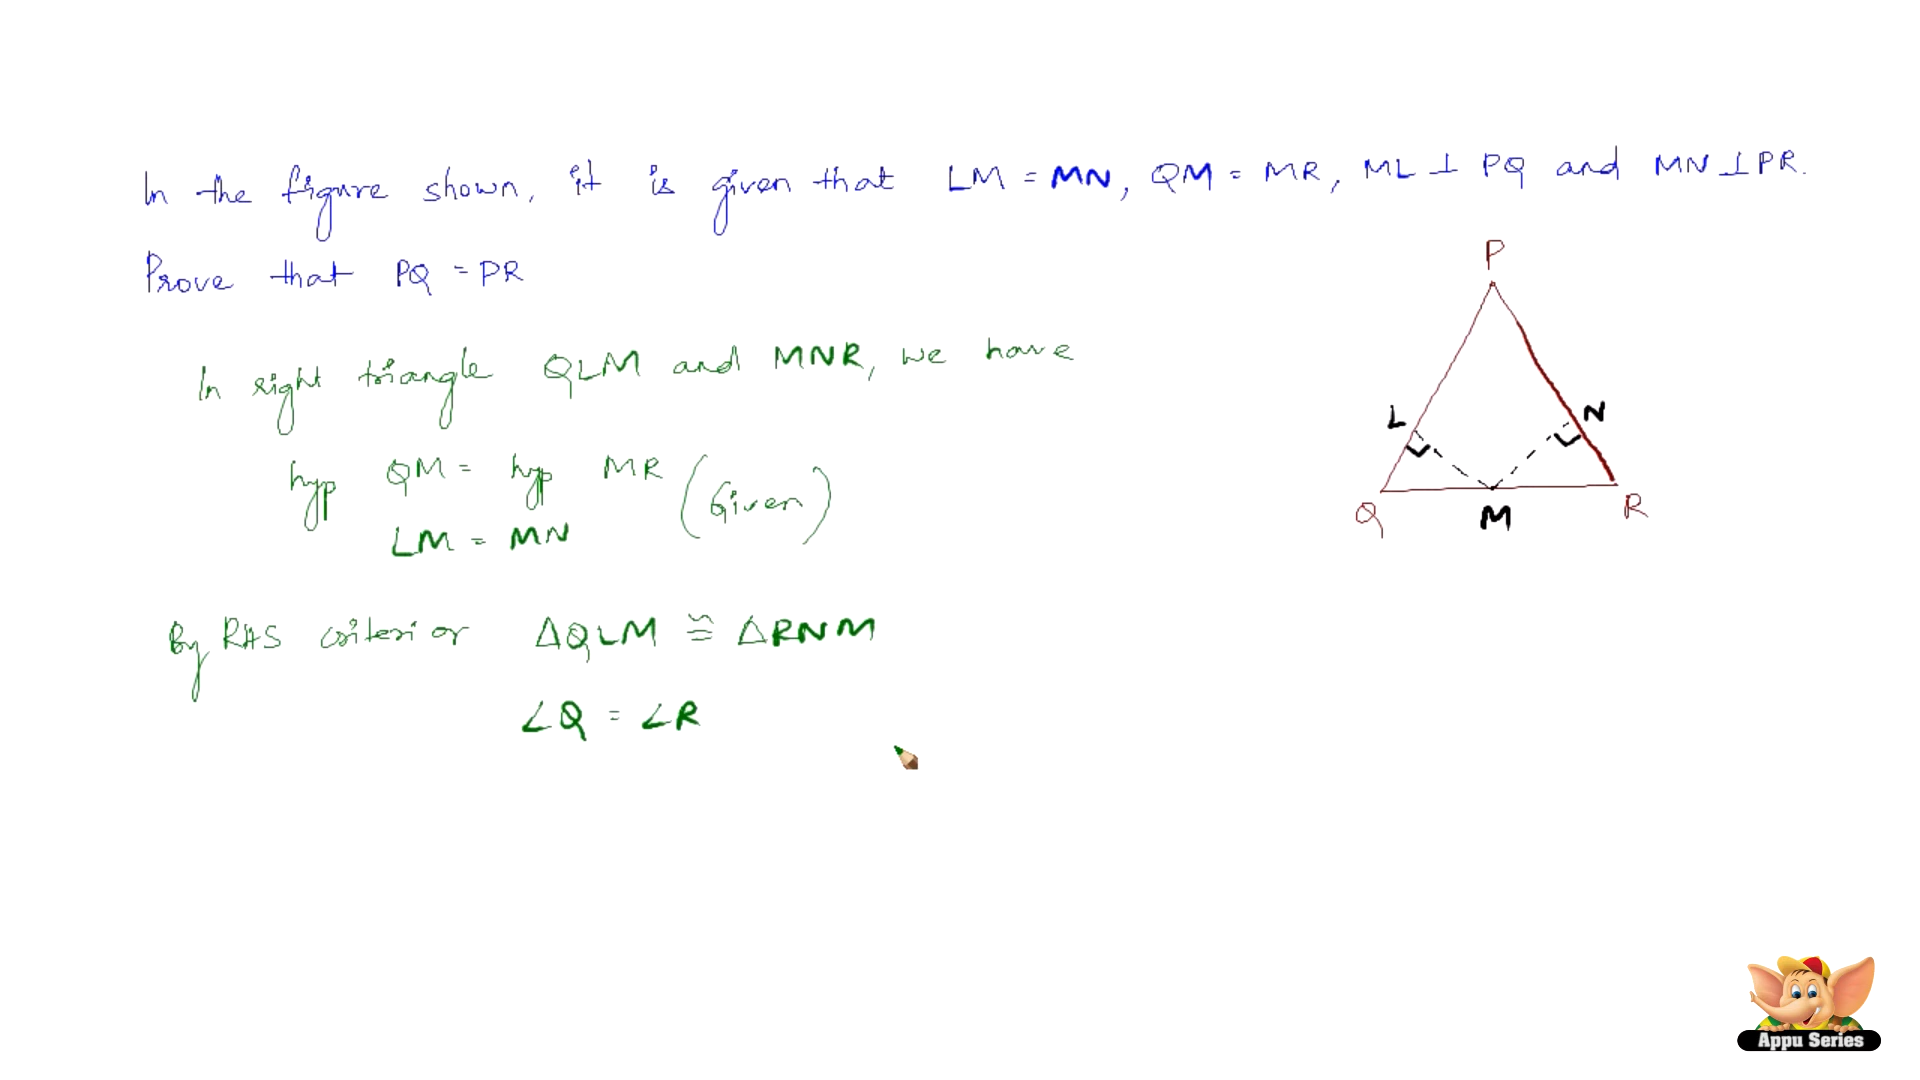 In the figure shown, it is given that LM = MN, QM = MR, ML ⊥ PQ and MN ⊥ PR.
Prove that PQ = PR
In right triangle QLM and MNR, we have
hyp QM = hyp MR (Given)
LM = MN
By RHS criterior ΔQLM ≅ ΔRNM
∠Q = ∠R
P
L
N
Q
M
R
Appu Series